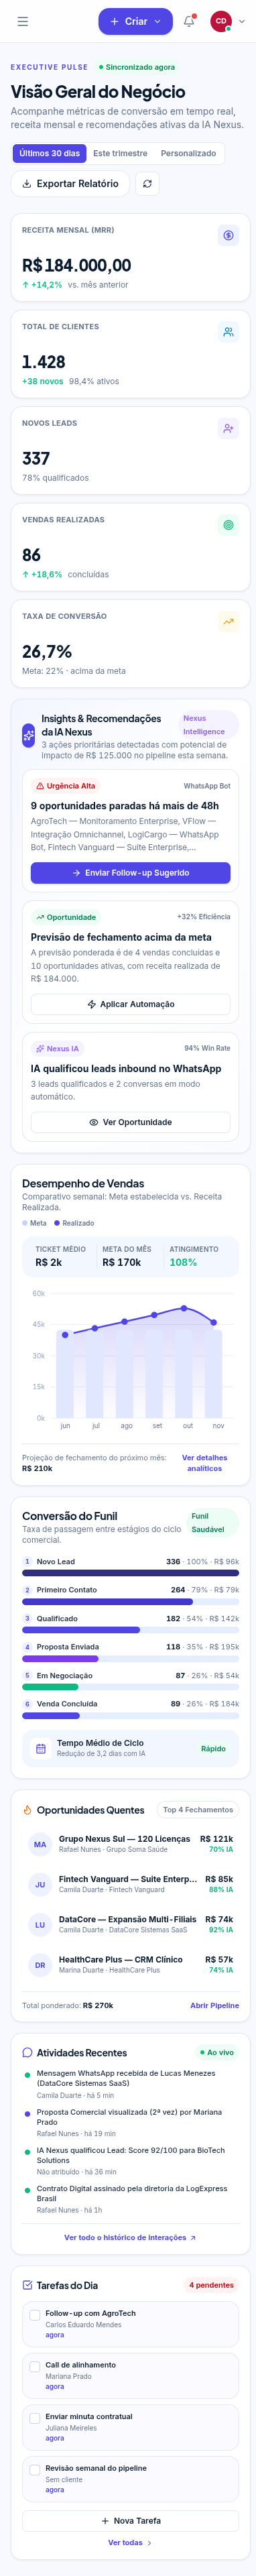 Criar
CD
EXECUTIVE PULSE
Sincronizado agora
Visão Geral do Negócio
Acompanhe métricas de conversão em tempo real,
receita mensal e recomendações ativas da IA Nexus.
Últimos 30 dias Este trimestre Personalizado
Exportar Relatório
RECEITA MENSAL (MRR)
R$ 184.000,00
↑ +14,2% vs. mês anterior
TOTAL DE CLIENTES
1.428
+38 novos 98,4% ativos
NOVOS LEADS
337
78% qualificados
VENDAS REALIZADAS
86
↑ +18,6% concluídas
TAXA DE CONVERSÃO
26,7%
Meta: 22% · acima da meta
Insights & Recomendações
da IA Nexus
Nexus
Intelligence
3 ações prioritárias detectadas com potencial de
impacto de R$ 125.000 no pipeline esta semana.
Urgência Alta
WhatsApp Bot
9 oportunidades paradas há mais de 48h
AgroTech — Monitoramento Enterprise, VFlow —
Integração Omnichannel, LogiCargo — WhatsApp
Bot, Fintech Vanguard — Suite Enterprise,...
Enviar Follow-up Sugerido
Oportunidade
+32% Eficiência
Previsão de fechamento acima da meta
A previsão ponderada é de 4 vendas concluídas e
10 oportunidades ativas, com receita realizada de
R$ 184.000.
Aplicar Automação
Nexus IA
94% Win Rate
IA qualificou leads inbound no WhatsApp
3 leads qualificados e 2 conversas em modo
automático.
Ver Oportunidade
Desempenho de Vendas
Comparativo semanal: Meta estabelecida vs. Receita
Realizada.
Meta Realizado
TICKET MÉDIO
R$ 2k
META DO MÊS
R$ 170k
ATINGIMENTO
108%
60k
45k
30k
15k
0k
jun jul ago set out nov
Projeção de fechamento do próximo mês:
R$ 210k
Ver detalhes
analíticos
Conversão do Funil
Taxa de passagem entre estágios do ciclo
comercial.
Funil
Saudável
1 Novo Lead 336 · 100% · R$ 96k
2 Primeiro Contato 264 · 79% · R$ 79k
3 Qualificado 182 · 54% · R$ 142k
4 Proposta Enviada 118 · 35% · R$ 195k
5 Em Negociação 87 · 26% · R$ 54k
6 Venda Concluída 89 · 26% · R$ 184k
Tempo Médio de Ciclo
Redução de 3,2 dias com IA
Rápido
Oportunidades Quentes
Top 4 Fechamentos
MA
Grupo Nexus Sul — 120 Licenças R$ 121k
Rafael Nunes · Grupo Soma Saúde 70% IA
JU
Fintech Vanguard — Suite Enterp... R$ 85k
Camila Duarte · Fintech Vanguard 88% IA
LU
DataCore — Expansão Multi-Filiais R$ 74k
Camila Duarte · DataCore Sistemas SaaS 92% IA
DR
HealthCare Plus — CRM Clínico R$ 57k
Marina Duarte · HealthCare Plus 74% IA
Total ponderado: R$ 270k
Abrir Pipeline
Atividades Recentes
Ao vivo
Mensagem WhatsApp recebida de Lucas Menezes
(DataCore Sistemas SaaS)
Camila Duarte · há 5 min
Proposta Comercial visualizada (2ª vez) por Mariana
Prado
Rafael Nunes · há 19 min
IA Nexus qualificou Lead: Score 92/100 para BioTech
Solutions
Não atribuído · há 36 min
Contrato Digital assinado pela diretoria da LogExpress
Brasil
Rafael Nunes · há 1h
Ver todo o histórico de interações
Tarefas do Dia
4 pendentes
Follow-up com AgroTech
Carlos Eduardo Mendes
agora
Call de alinhamento
Mariana Prado
agora
Enviar minuta contratual
Juliana Meireles
agora
Revisão semanal do pipeline
Sem cliente
agora
Nova Tarefa
Ver todas